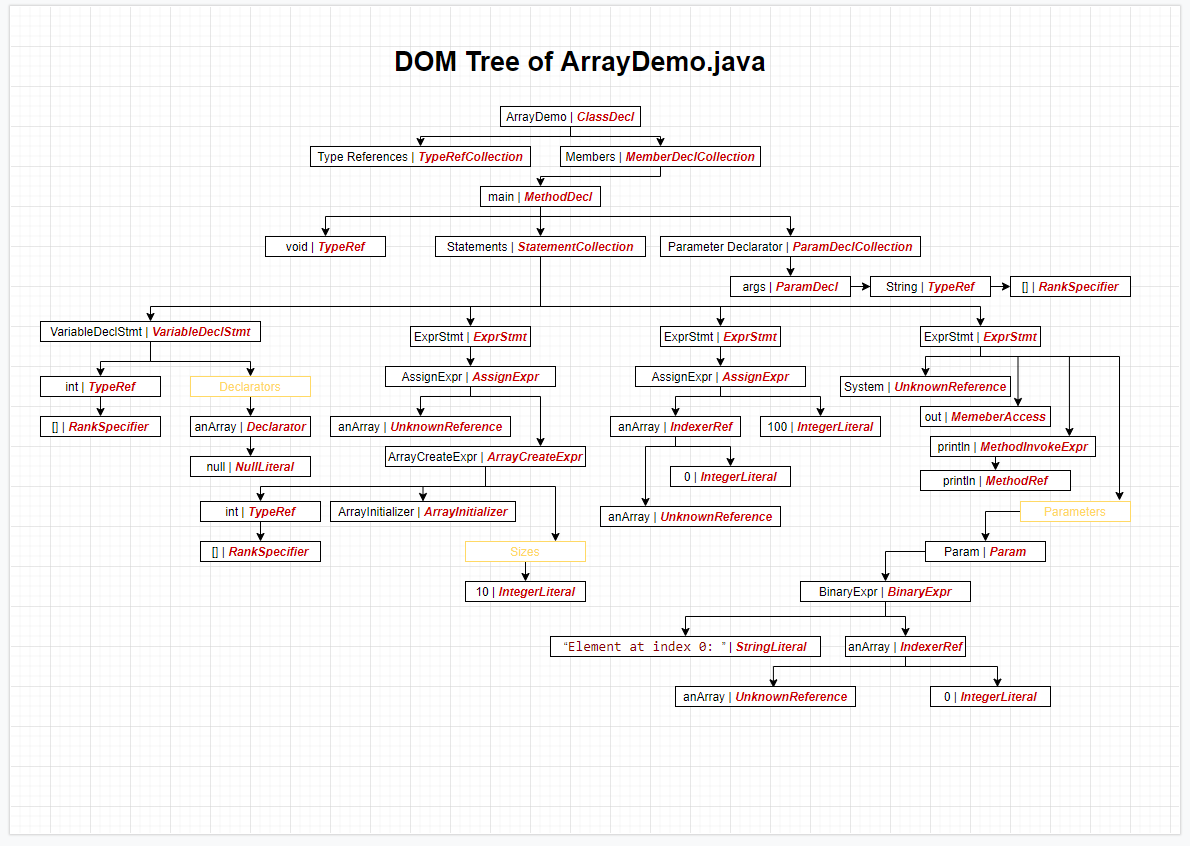 DOM Tree of ArrayDemo.java
ArrayDemo | ClassDecl
Type References | TypeRefCollection
Members | MemberDeclCollection
main | MethodDecl
void | TypeRef
Statements | StatementCollection
Parameter Declarator | ParamDeclCollection
args | ParamDecl
String | TypeRef
[] | RankSpecifier
VariableDeclStmt | VariableDeclStmt
ExprStmt | ExprStmt
ExprStmt | ExprStmt
ExprStmt | ExprStmt
int | TypeRef
Declarators
AssignExpr | AssignExpr
AssignExpr | AssignExpr
System | UnknownReference
[] | RankSpecifier
anArray | Declarator
anArray | UnknownReference
anArray | IndexerRef
100 | IntegerLiteral
out | MemeberAccess
null | NullLiteral
ArrayCreateExpr | ArrayCreateExpr
println | MethodInvokeExpr
0 | IntegerLiteral
println | MethodRef
int | TypeRef
ArrayInitializer | ArrayInitializer
anArray | UnknownReference
Parameters
[] | RankSpecifier
Sizes
Param | Param
10 | IntegerLiteral
BinaryExpr | BinaryExpr
“Element at index 0: ”| StringLiteral
anArray | IndexerRef
anArray | UnknownReference
0 | IntegerLiteral